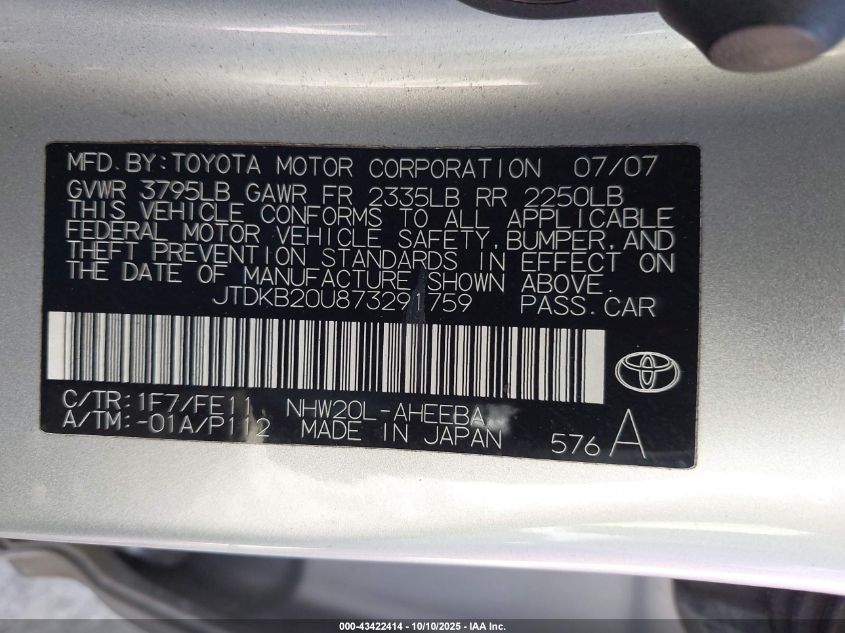 MFD. BY: TOYOTA MOTOR CORPORATION 07/07
GVWR 3795LB GAWR FR 2335LB RR 2250LB
THIS VEHICLE CONFORMS TO ALL APPLICABLE
FEDERAL MOTOR VEHICLE SAFETY, BUMPER, AND
THEFT PREVENTION STANDARDS IN EFFECT ON
THE DATE OF MANUFACTURE SHOWN ABOVE.
JTDKB20U873291759 PASS. CAR
C/TR: 1F7/FE11 NHW20L-AHEEBA
A/TM: -01A/P112 MADE IN JAPAN 576 A
000-43422414 - 10/10/2025 - IAA Inc.